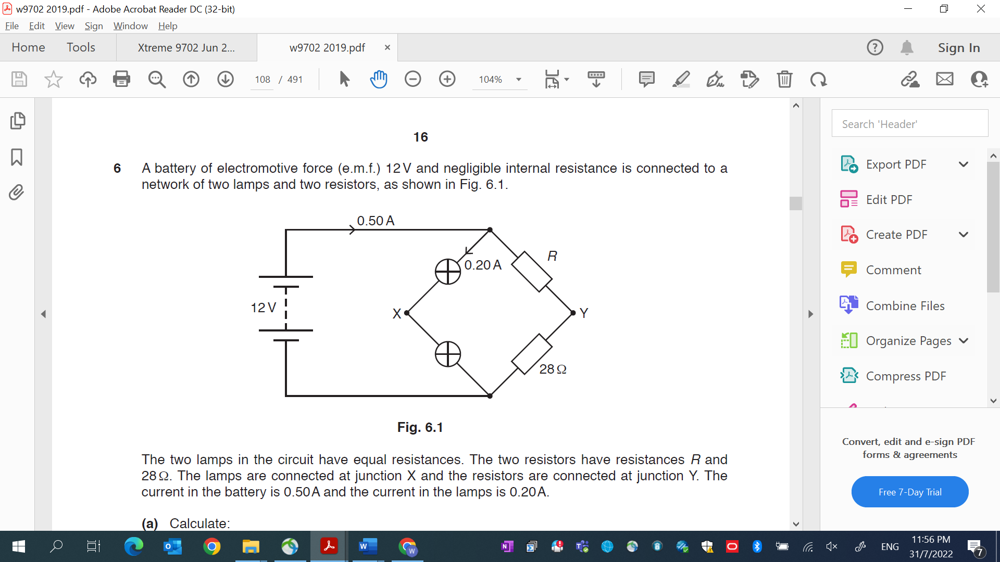 w9702 2019.pdf - Adobe Acrobat Reader DC (32-bit)
File Edit View Sign Window Help
Home Tools Xtreme 9702 Jun 2... w9702 2019.pdf × Sign In
108 / 491 104%
16
6 A battery of electromotive force (e.m.f.) 12 V and negligible internal resistance is connected to a
network of two lamps and two resistors, as shown in Fig. 6.1.
0.50 A
R
0.20 A
12 V
X
Y
28 Ω
Fig. 6.1
The two lamps in the circuit have equal resistances. The two resistors have resistances R and
28 Ω. The lamps are connected at junction X and the resistors are connected at junction Y. The
current in the battery is 0.50 A and the current in the lamps is 0.20 A.
(a) Calculate:
Search 'Header'
Export PDF
Edit PDF
Create PDF
Comment
Combine Files
Organize Pages
Compress PDF
Convert, edit and e-sign PDF
forms & agreements
Free 7-Day Trial
ENG
11:56 PM
31/7/2022
7